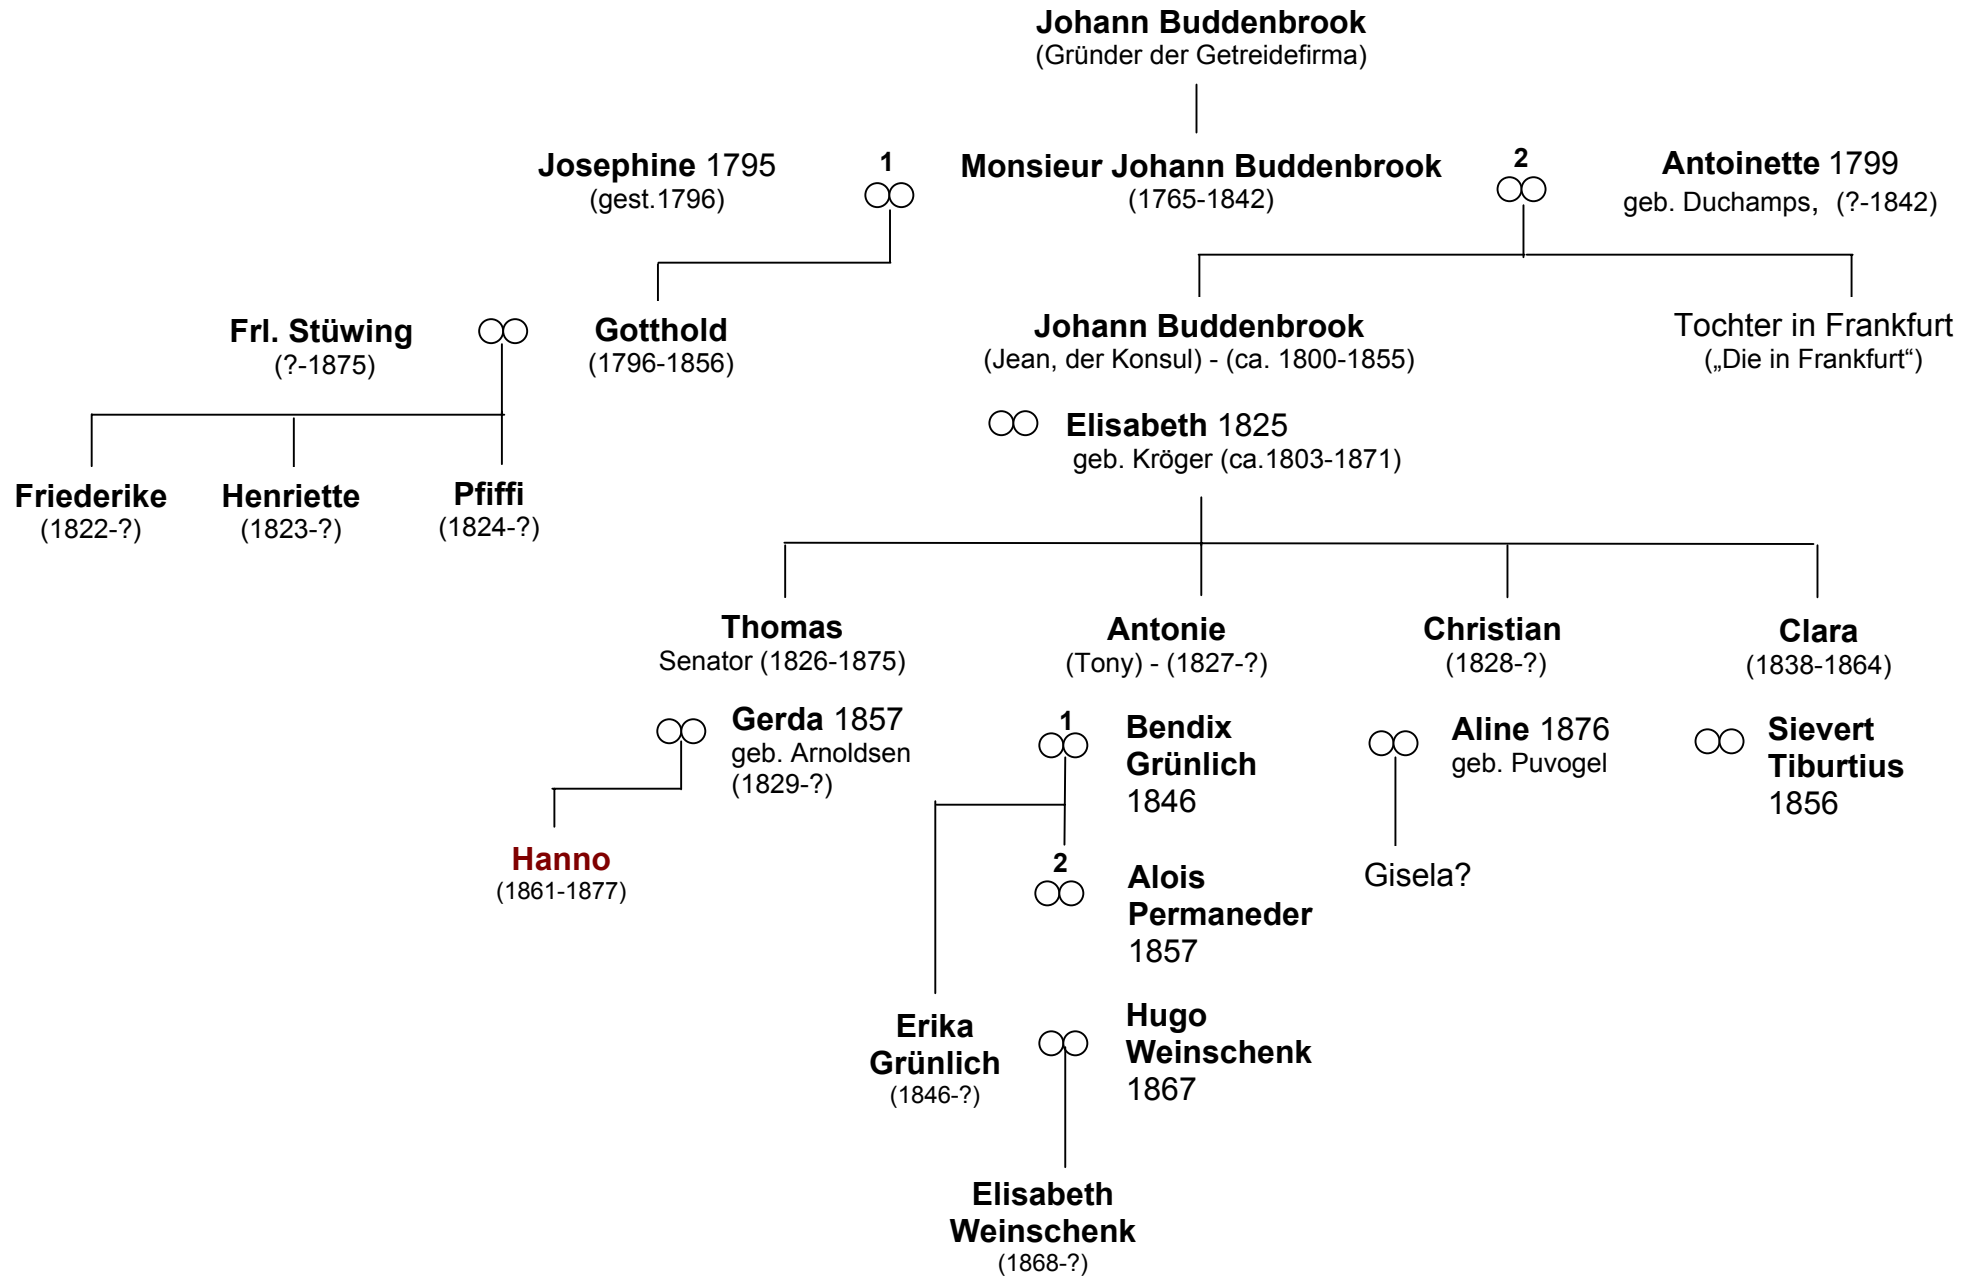 Johann Buddenbrook
(Gründer der Getreidefirma)
Josephine 1795
(gest.1796)
1
Monsieur Johann Buddenbrook
(1765-1842)
2
Antoinette 1799
geb. Duchamps, (?-1842)
Frl. Stüwing
(?-1875)
Gotthold
(1796-1856)
Johann Buddenbrook
(Jean, der Konsul) - (ca. 1800-1855)
Tochter in Frankfurt
(„Die in Frankfurt“)
Elisabeth 1825
geb. Kröger (ca.1803-1871)
Friederike
(1822-?)
Henriette
(1823-?)
Pfiffi
(1824-?)
Thomas
Senator (1826-1875)
Antonie
(Tony) - (1827-?)
Christian
(1828-?)
Clara
(1838-1864)
Gerda 1857
geb. Arnoldsen
(1829-?)
1
Bendix
Grünlich
1846
Aline 1876
geb. Puvogel
Sievert
Tiburtius
1856
Hanno
(1861-1877)
2
Alois
Permaneder
1857
Gisela?
Erika
Grünlich
(1846-?)
Hugo
Weinschenk
1867
Elisabeth
Weinschenk
(1868-?)